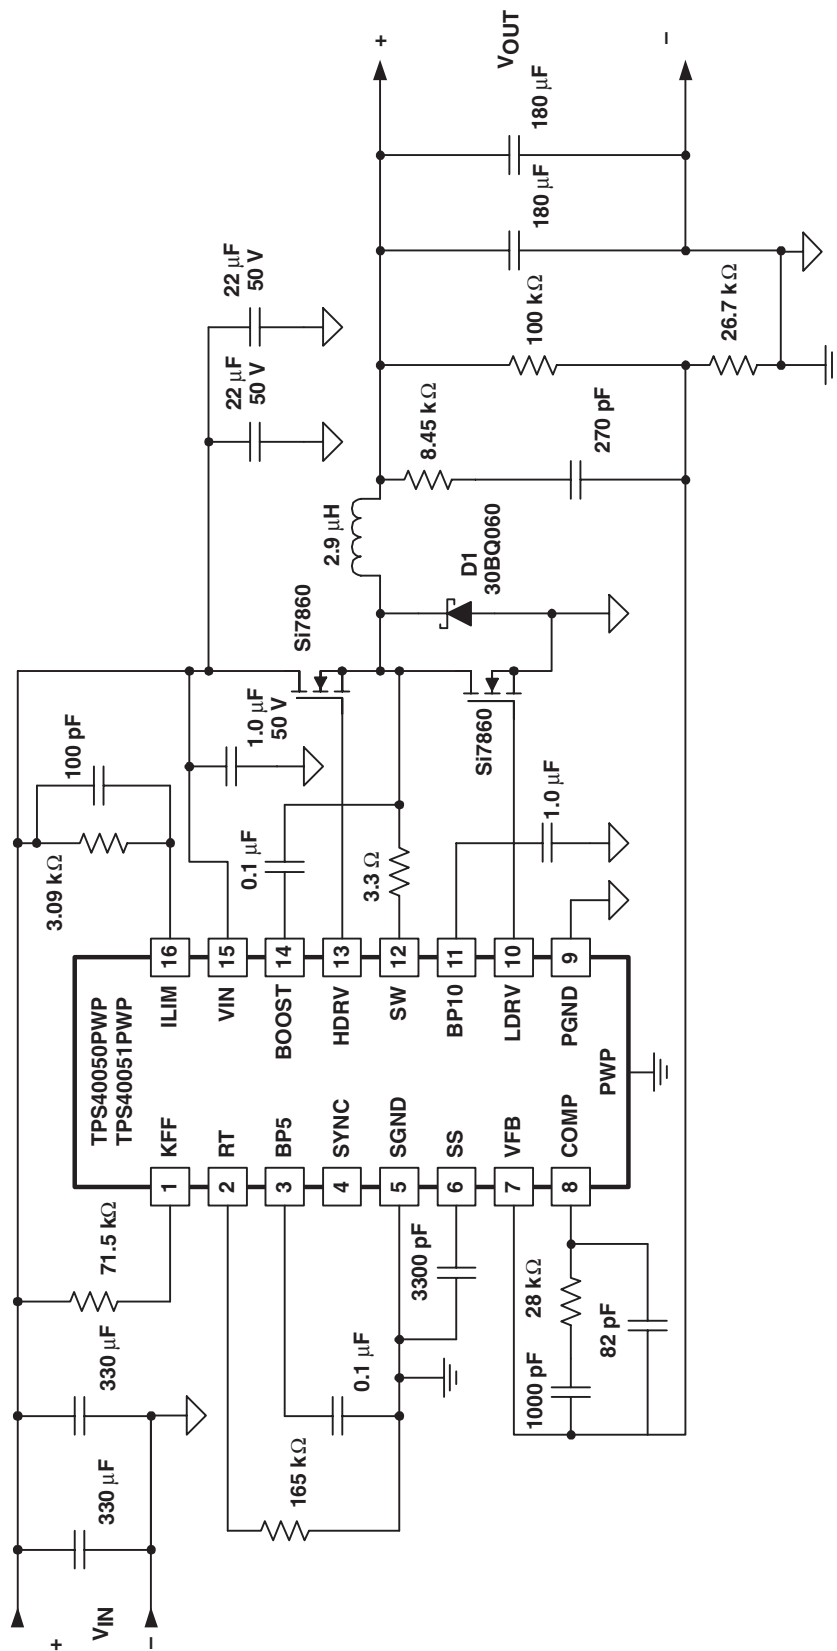 +
VIN
−
330 µF
330 µF
71.5 kΩ
165 kΩ
0.1 µF
3300 pF
1000 pF
28 kΩ
82 pF
TPS40050PWP
TPS40051PWP
1
KFF
2
RT
3
BP5
4
SYNC
5
SGND
6
SS
7
VFB
8
COMP
ILIM
16
VIN
15
BOOST
14
HDRV
13
SW
12
BP10
11
LDRV
10
PGND
9
PWP
3.09 kΩ
100 pF
0.1 µF
1.0 µF
50 V
3.3 Ω
1.0 µF
Si7860
Si7860
D1
30BQ060
2.9 µH
22 µF
50 V
22 µF
50 V
8.45 kΩ
270 pF
100 kΩ
26.7 kΩ
180 µF
180 µF
+
VOUT
−